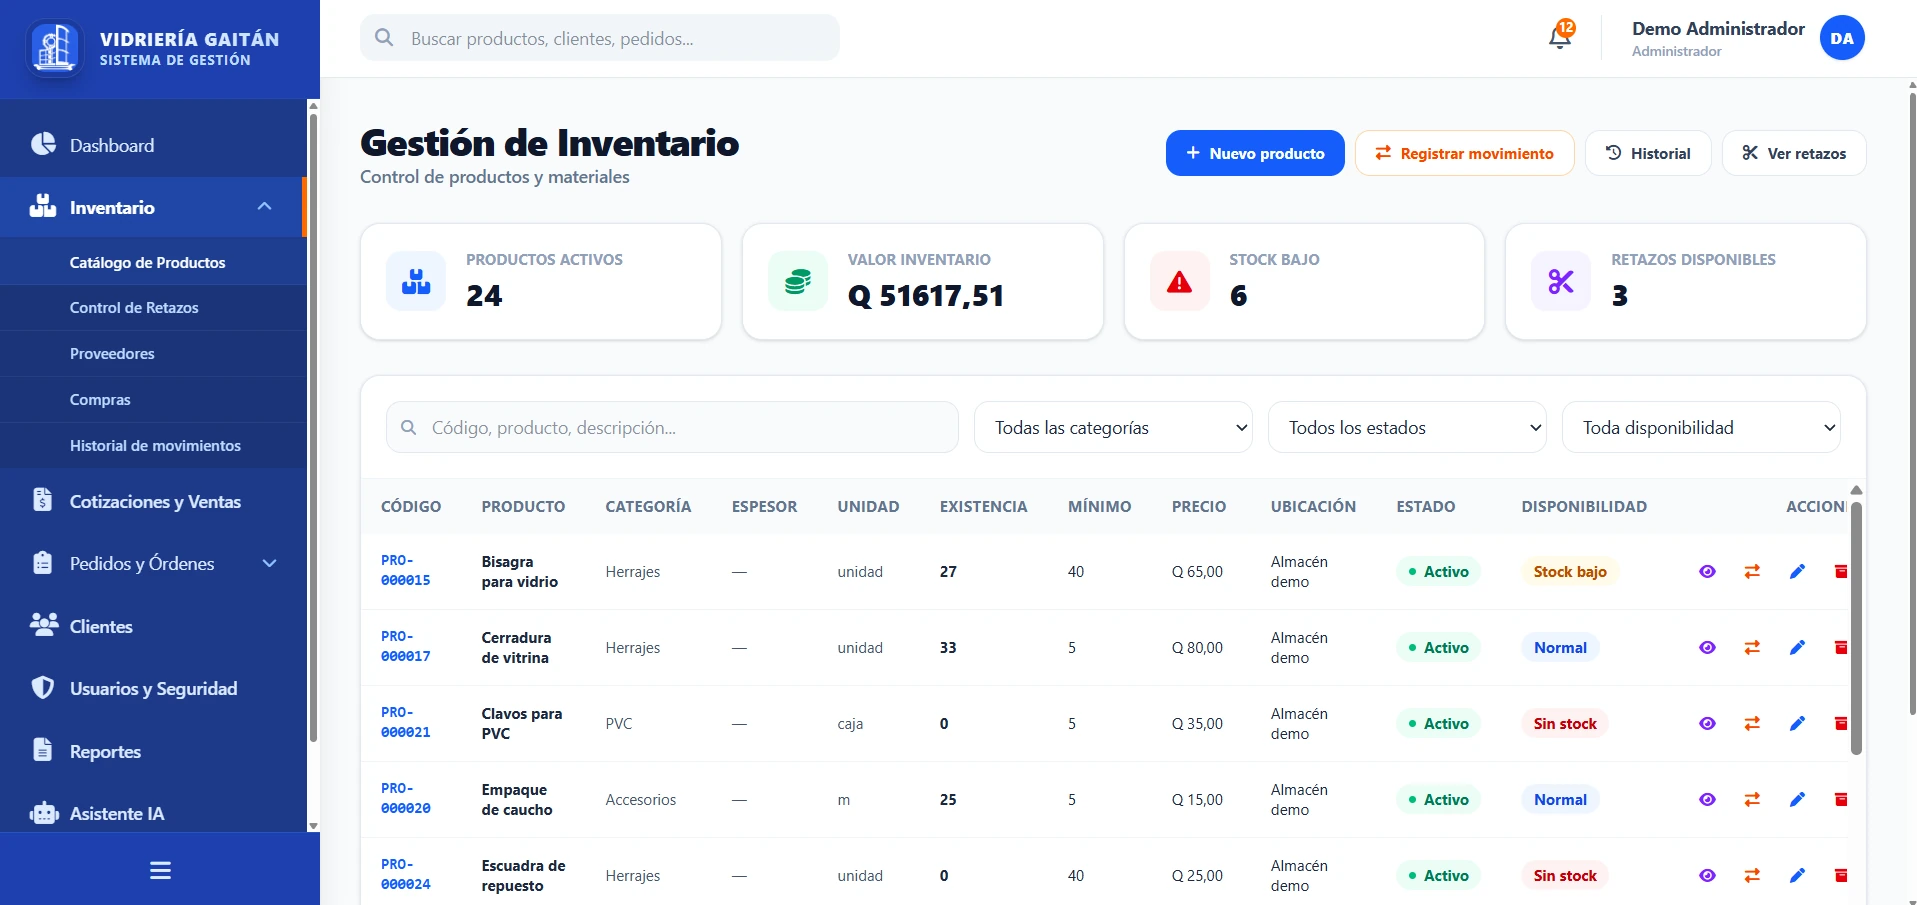 VIDRIERÍA GAITÁN
SISTEMA DE GESTIÓN
Buscar productos, clientes, pedidos...
12
Demo Administrador
Administrador
DA
Dashboard
Inventario
Catálogo de Productos
Control de Retazos
Proveedores
Compras
Historial de movimientos
Cotizaciones y Ventas
Pedidos y Órdenes
Clientes
Usuarios y Seguridad
Reportes
Asistente IA
Gestión de Inventario
Control de productos y materiales
Nuevo producto
Registrar movimiento
Historial
Ver retazos
PRODUCTOS ACTIVOS
24
VALOR INVENTARIO
Q 51617,51
STOCK BAJO
6
RETAZOS DISPONIBLES
3
Código, producto, descripción...
Todas las categorías
Todos los estados
Toda disponibilidad
CÓDIGO PRODUCTO CATEGORÍA ESPESOR UNIDAD EXISTENCIA MÍNIMO PRECIO UBICACIÓN ESTADO DISPONIBILIDAD ACCION
PRO-000015 Bisagra para vidrio Herrajes — unidad 27 40 Q 65,00 Almacén demo Activo Stock bajo
PRO-000017 Cerradura de vitrina Herrajes — unidad 33 5 Q 80,00 Almacén demo Activo Normal
PRO-000021 Clavos para PVC PVC — caja 0 5 Q 35,00 Almacén demo Activo Sin stock
PRO-000020 Empaque de caucho Accesorios — m 25 5 Q 15,00 Almacén demo Activo Normal
PRO-000024 Escuadra de repuesto Herrajes — unidad 0 40 Q 25,00 Almacén demo Activo Sin stock